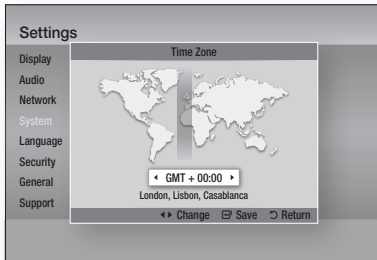 Settings
Display
Audio
Network
System
Language
Security
General
Support
Time Zone
GMT + 00:00
London, Lisbon, Casablanca
Change Save Return